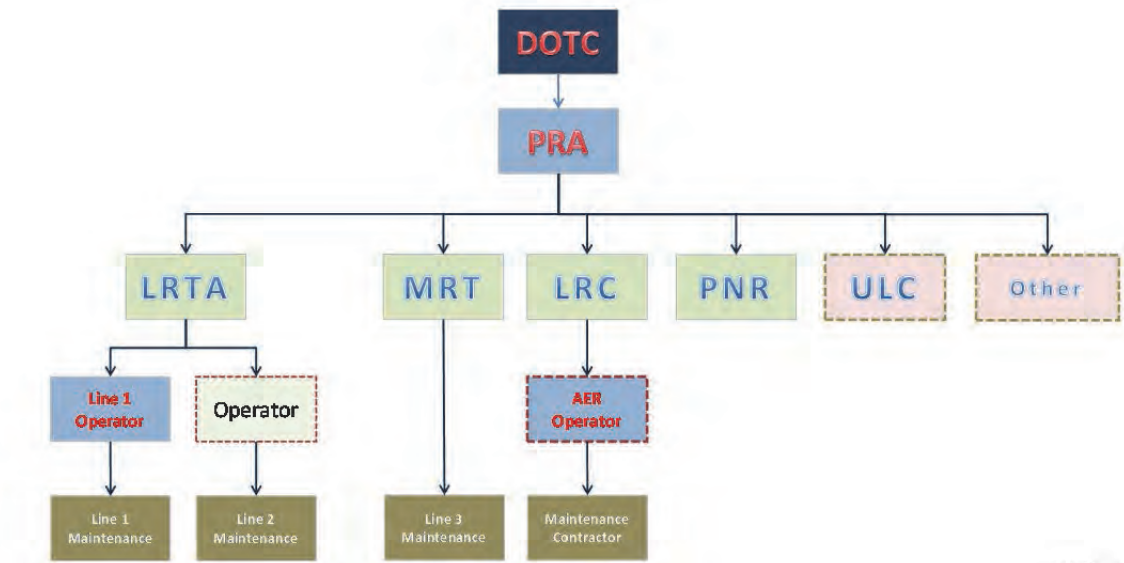 DOTC
PRA
LRTA
MRT
LRC
PNR
ULC
Other
Line 1
Operator
Operator
AER
Operator
Line 1
Maintenance
Line 2
Maintenance
Line 3
Maintenance
Maintenance
Contractor